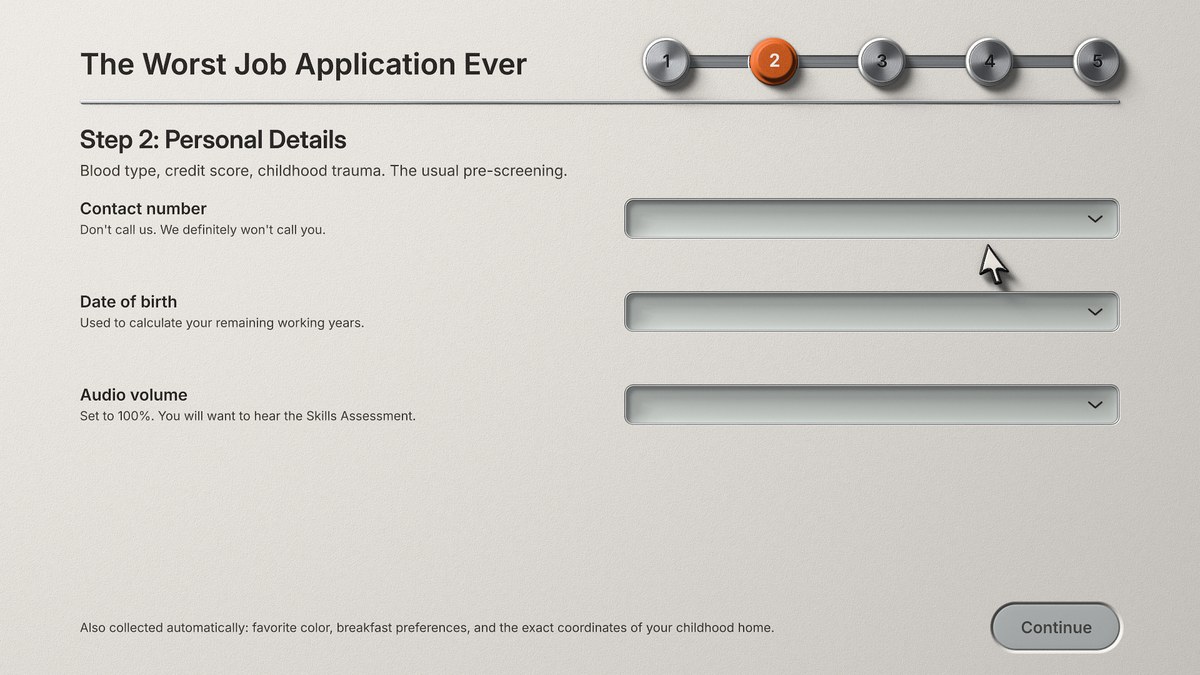 The Worst Job Application Ever
1 2 3 4 5
Step 2: Personal Details
Blood type, credit score, childhood trauma. The usual pre-screening.
Contact number
Don't call us. We definitely won't call you.
Date of birth
Used to calculate your remaining working years.
Audio volume
Set to 100%. You will want to hear the Skills Assessment.
Also collected automatically: favorite color, breakfast preferences, and the exact coordinates of your childhood home.
Continue